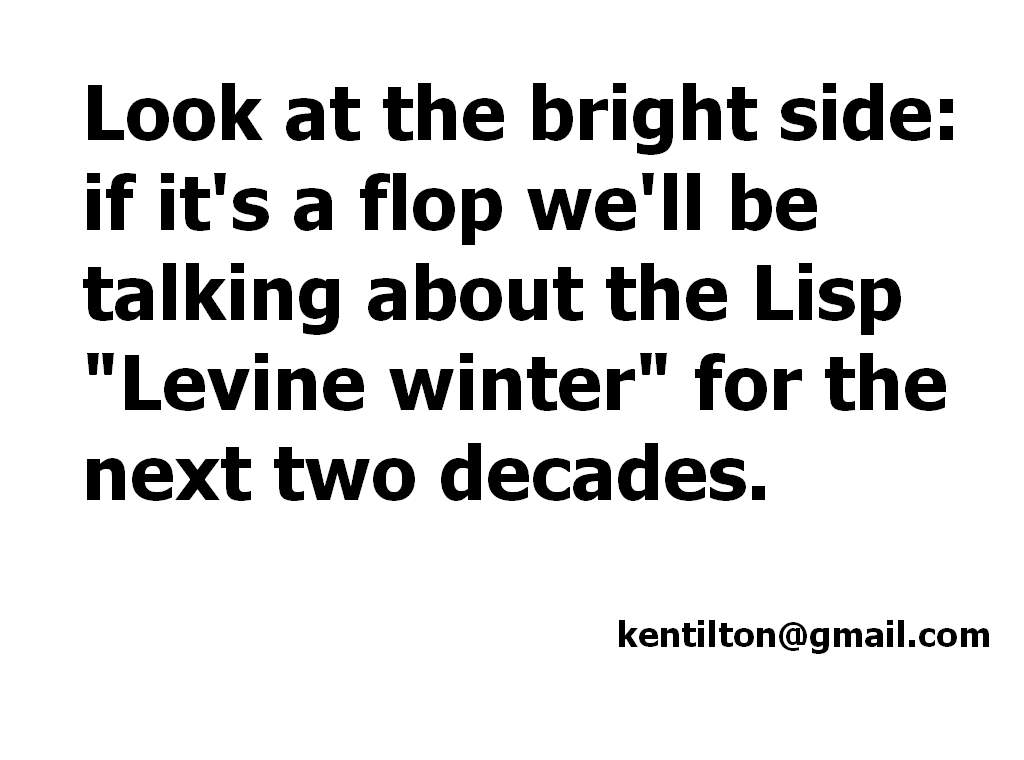 Look at the bright side:
if it's a flop we'll be
talking about the Lisp
"Levine winter" for the
next two decades.
kentilton@gmail.com